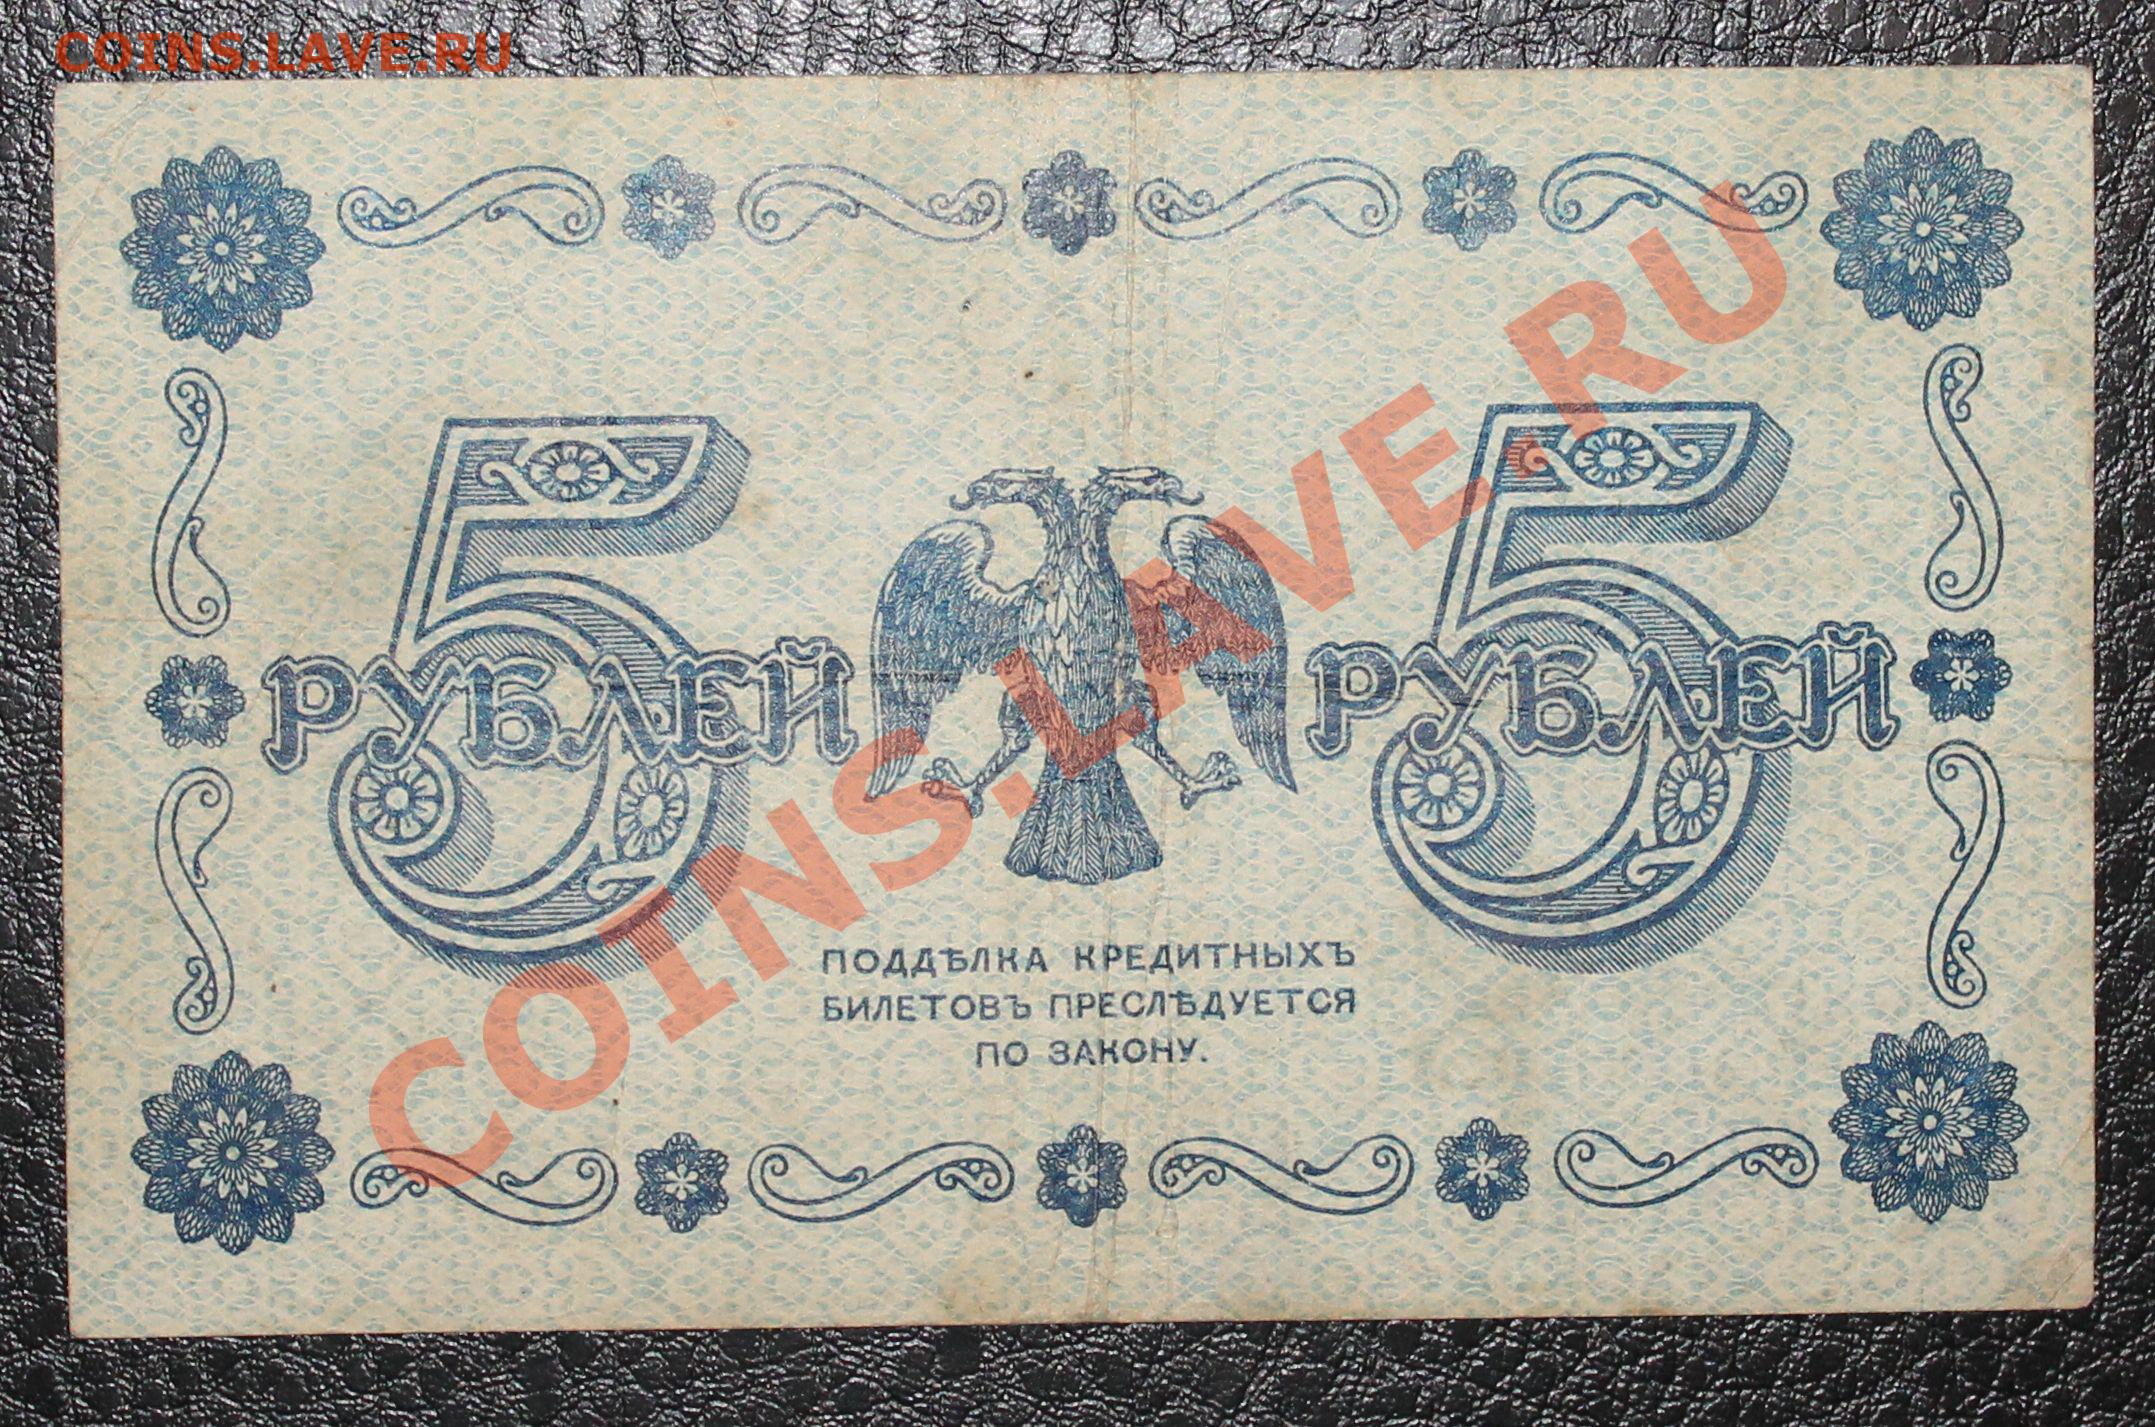 COINS.LAVE.RU
5 5
РУБЛЕЙ РУБЛЕЙ
COINS.LAVE.RU
ПОДДѢЛКА КРЕДИТНЫХЪ
БИЛЕТОВЪ ПРЕСЛѢДУЕТСЯ
ПО ЗАКОНУ.